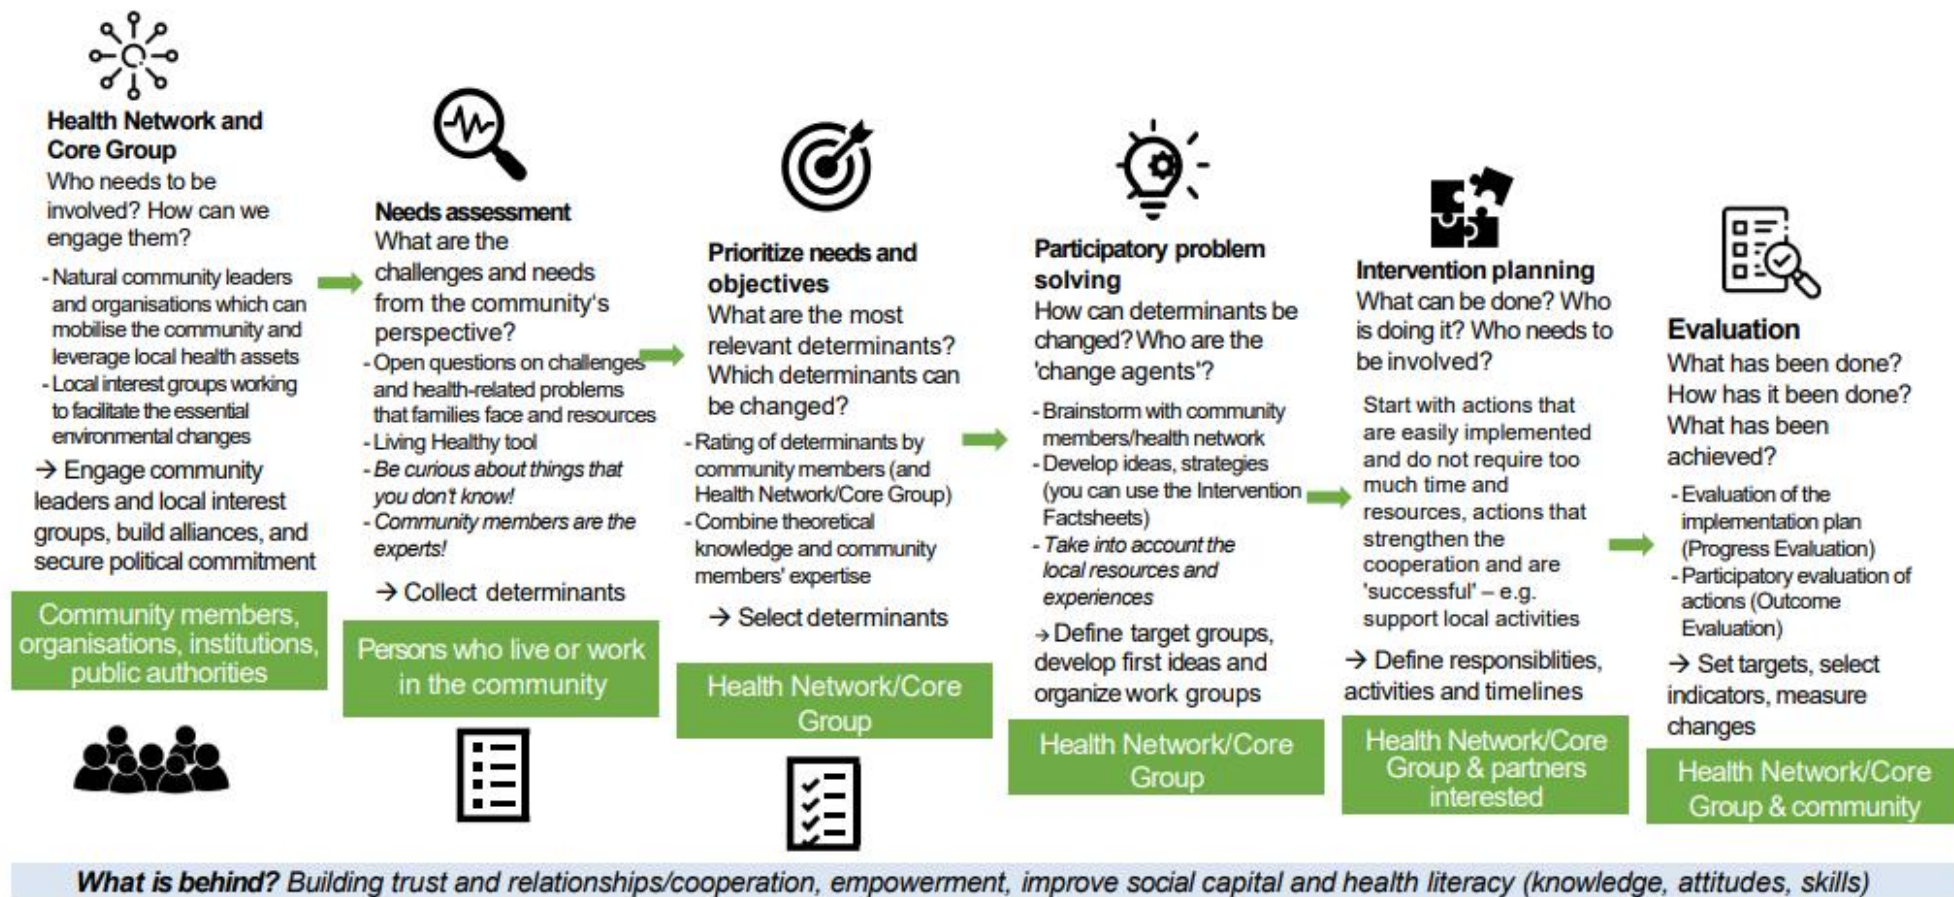 Health Network and
Core Group
Who needs to be
involved? How can we
engage them?
- Natural community leaders
and organisations which can
mobilise the community and
leverage local health assets
- Local interest groups working
to facilitate the essential
environmental changes
→ Engage community
leaders and local interest
groups, build alliances, and
secure political commitment
Community members,
organisations, institutions,
public authorities
Needs assessment
What are the
challenges and needs
from the community's
perspective?
- Open questions on challenges
and health-related problems
that families face and resources
- Living Healthy tool
- Be curious about things that
you don't know!
- Community members are the
experts!
→ Collect determinants
Persons who live or work
in the community
Prioritize needs and
objectives
What are the most
relevant determinants?
Which determinants can
be changed?
- Rating of determinants by
community members (and
Health Network/Core Group)
- Combine theoretical
knowledge and community
members' expertise
→ Select determinants
Health Network/Core
Group
Participatory problem
solving
How can determinants be
changed? Who are the
'change agents'?
- Brainstorm with community
members/health network
- Develop ideas, strategies
(you can use the Intervention
Factsheets)
- Take into account the
local resources and
experiences
→ Define target groups,
develop first ideas and
organize work groups
Health Network/Core
Group
Intervention planning
What can be done? Who
is doing it? Who needs to
be involved?
Start with actions that
are easily implemented
and do not require too
much time and
resources, actions that
strengthen the
cooperation and are
'successful' – e.g.
support local activities
→ Define responsiblities,
activities and timelines
Health Network/Core
Group & partners
interested
Evaluation
What has been done?
How has it been done?
What has been
achieved?
- Evaluation of the
implementation plan
(Progress Evaluation)
- Participatory evaluation of
actions (Outcome
Evaluation)
→ Set targets, select
indicators, measure
changes
Health Network/Core
Group & community
What is behind? Building trust and relationships/cooperation, empowerment, improve social capital and health literacy (knowledge, attitudes, skills)